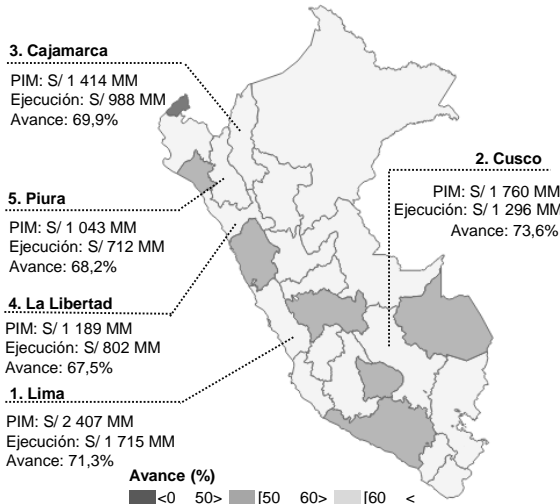 3. Cajamarca
PIM: S/ 1 414 MM
Ejecución: S/ 988 MM
Avance: 69,9%
2. Cusco
PIM: S/ 1 760 MM
Ejecución: S/ 1 296 MM
Avance: 73,6%
5. Piura
PIM: S/ 1 043 MM
Ejecución: S/ 712 MM
Avance: 68,2%
4. La Libertad
PIM: S/ 1 189 MM
Ejecución: S/ 802 MM
Avance: 67,5%
1. Lima
PIM: S/ 2 407 MM
Ejecución: S/ 1 715 MM
Avance: 71,3%
Avance (%)
<0 50> [50 60> [60 <